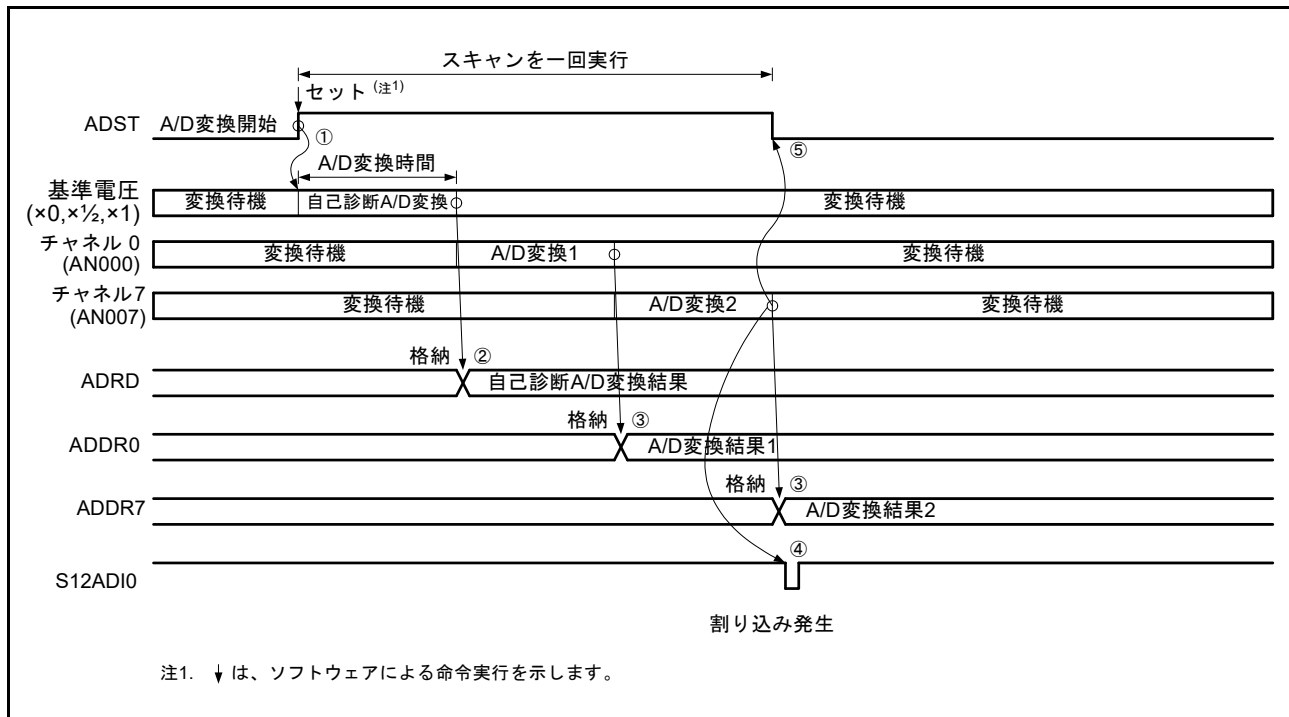 スキャンを一回実行
セット (注1)
ADST A/D変換開始 ① ⑤
A/D変換時間
基準電圧
(×0,×½,×1)
変換待機 自己診断A/D変換 変換待機
チャネル 0
(AN000)
変換待機 A/D変換1 変換待機
チャネル7
(AN007)
変換待機 A/D変換2 変換待機
格納 ②
ADRD 自己診断A/D変換結果
格納 ③
ADDR0 A/D変換結果1
格納 ③
ADDR7 A/D変換結果2
④
S12ADI0
割り込み発生
注1. ↓ は、ソフトウェアによる命令実行を示します。